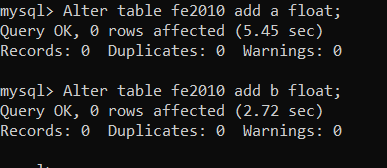 mysql> Alter table fe2010 add a float;
Query OK, 0 rows affected (5.45 sec)
Records: 0  Duplicates: 0  Warnings: 0
mysql> Alter table fe2010 add b float;
Query OK, 0 rows affected (2.72 sec)
Records: 0  Duplicates: 0  Warnings: 0